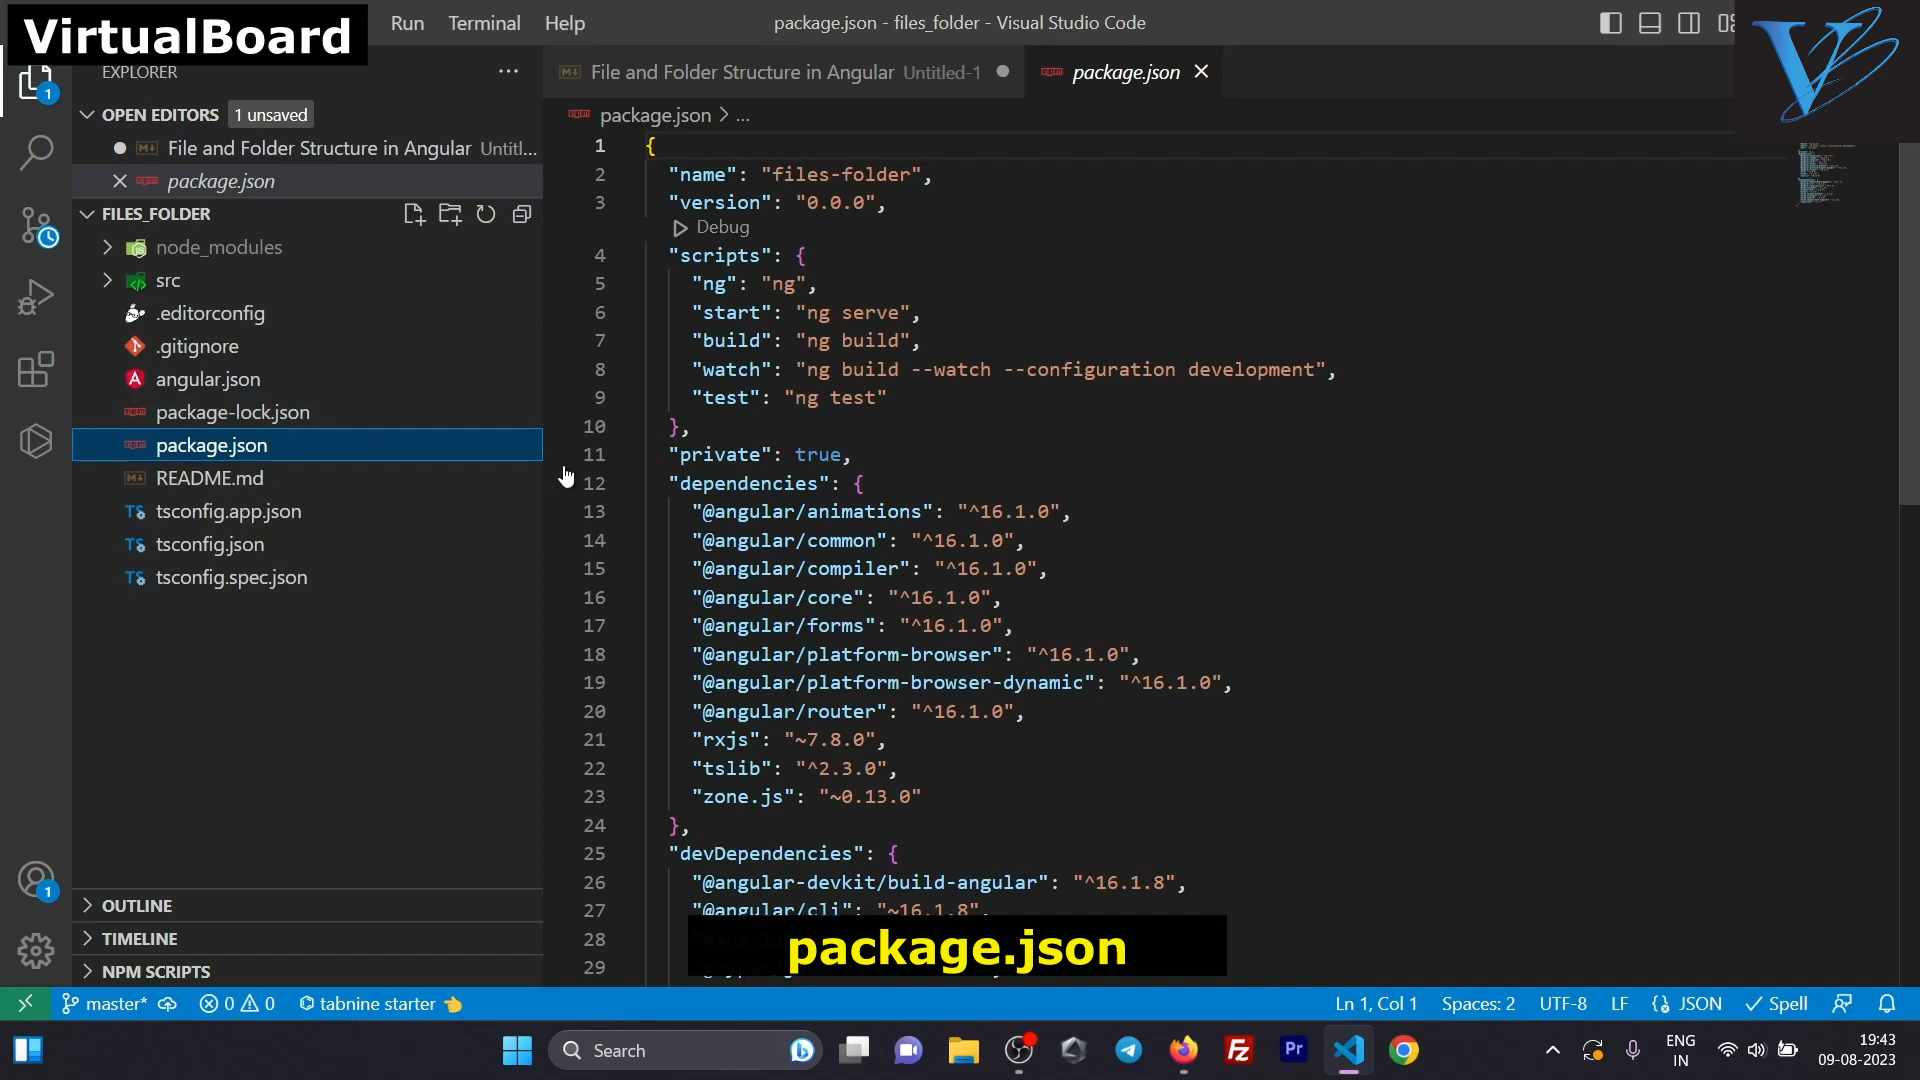 VirtualBoard
Run Terminal Help
package.json - files_folder - Visual Studio Code
EXPLORER
File and Folder Structure in Angular Untitled-1
package.json
OPEN EDITORS 1 unsaved
File and Folder Structure in Angular Untitl...
package.json
FILES_FOLDER
node_modules
src
.editorconfig
.gitignore
angular.json
package-lock.json
package.json
README.md
tsconfig.app.json
tsconfig.json
tsconfig.spec.json
OUTLINE
TIMELINE
NPM SCRIPTS
package.json > ...
1 {
2 "name": "files-folder",
3 "version": "0.0.0",
Debug
4 "scripts": {
5 "ng": "ng",
6 "start": "ng serve",
7 "build": "ng build",
8 "watch": "ng build --watch --configuration development",
9 "test": "ng test"
10 },
11 "private": true,
12 "dependencies": {
13 "@angular/animations": "^16.1.0",
14 "@angular/common": "^16.1.0",
15 "@angular/compiler": "^16.1.0",
16 "@angular/core": "^16.1.0",
17 "@angular/forms": "^16.1.0",
18 "@angular/platform-browser": "^16.1.0",
19 "@angular/platform-browser-dynamic": "^16.1.0",
20 "@angular/router": "^16.1.0",
21 "rxjs": "~7.8.0",
22 "tslib": "^2.3.0",
23 "zone.js": "~0.13.0"
24 },
25 "devDependencies": {
26 "@angular-devkit/build-angular": "^16.1.8",
27 "@angular/cli": "~16.1.8",
28
29
package.json
master* 0 0 tabnine starter
Ln 1, Col 1 Spaces: 2 UTF-8 LF {} JSON Spell
Search
ENG
IN
19:43
09-08-2023